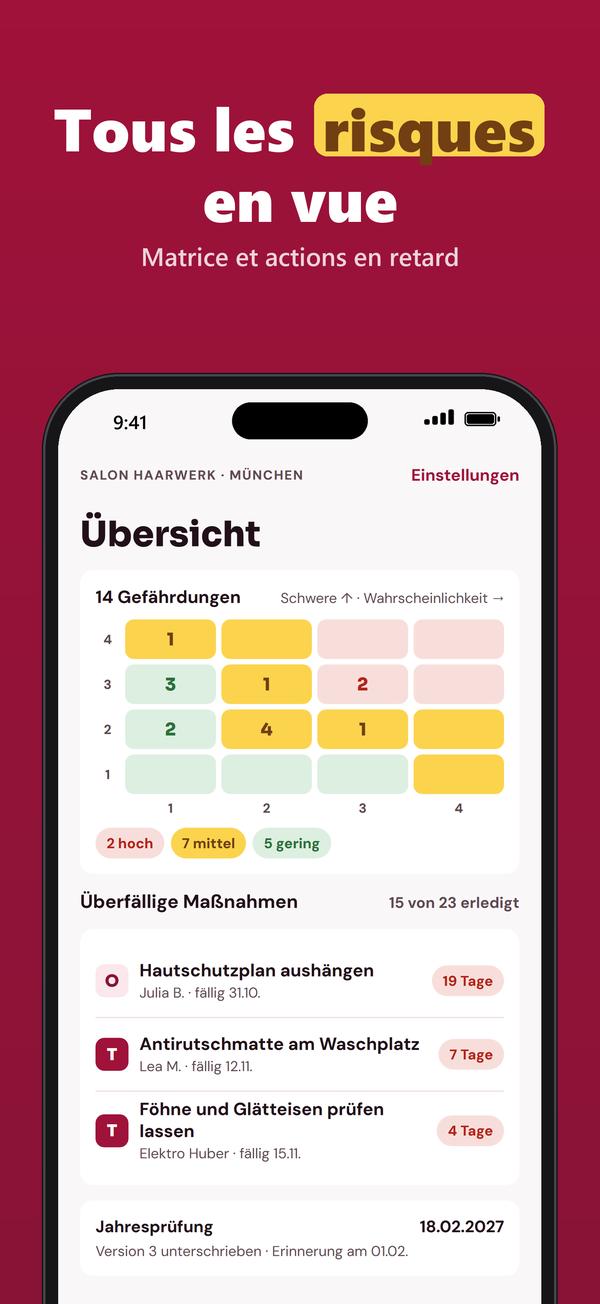 Tous les risques
en vue
Matrice et actions en retard
9:41
SALON HAARWERK · MÜNCHEN Einstellungen
Übersicht
14 Gefährdungen Schwere ↑ · Wahrscheinlichkeit →
4 1
3 3 1 2
2 2 4 1
1
1 2 3 4
2 hoch 7 mittel 5 gering
Überfällige Maßnahmen 15 von 23 erledigt
O Hautschutzplan aushängen 19 Tage
Julia B. · fällig 31.10.
T Antirutschmatte am Waschplatz 7 Tage
Lea M. · fällig 12.11.
T Föhne und Glätteisen prüfen
lassen 4 Tage
Elektro Huber · fällig 15.11.
Jahresprüfung 18.02.2027
Version 3 unterschrieben · Erinnerung am 01.02.